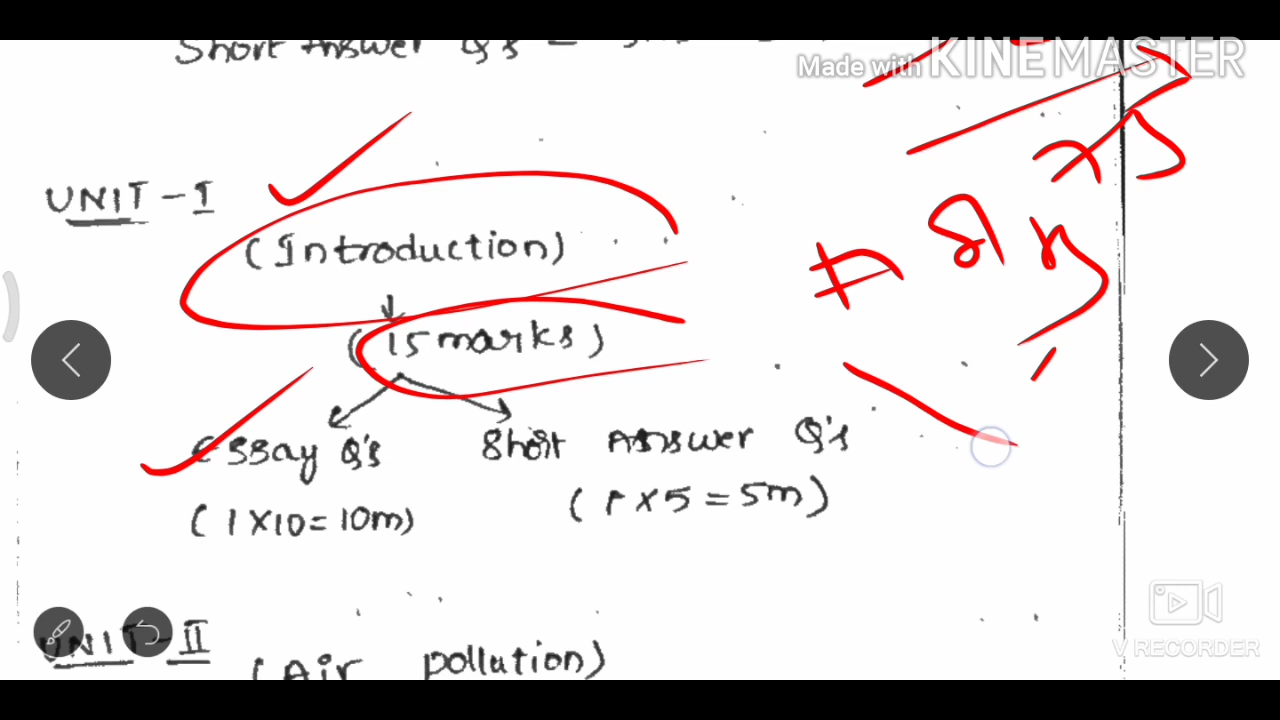 Short Answer Q's =
Made with KINEMASTER
UNIT - I
(Introduction)
(15 marks)
Essay Q's
Short Answer Q's
(1 X 10 = 10m)
(1 X 5 = 5m)
UNIT - II
(Air pollution)
V RECORDER